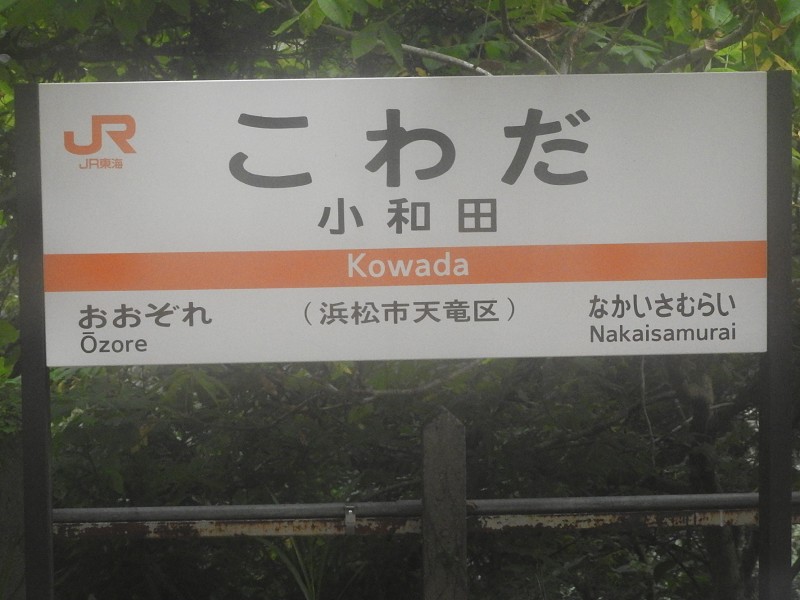 JR
JR東海
こわだ
小和田
Kowada
おおぞれ
Ōzore
(浜松市天竜区)
なかいさむらい
Nakaisamurai